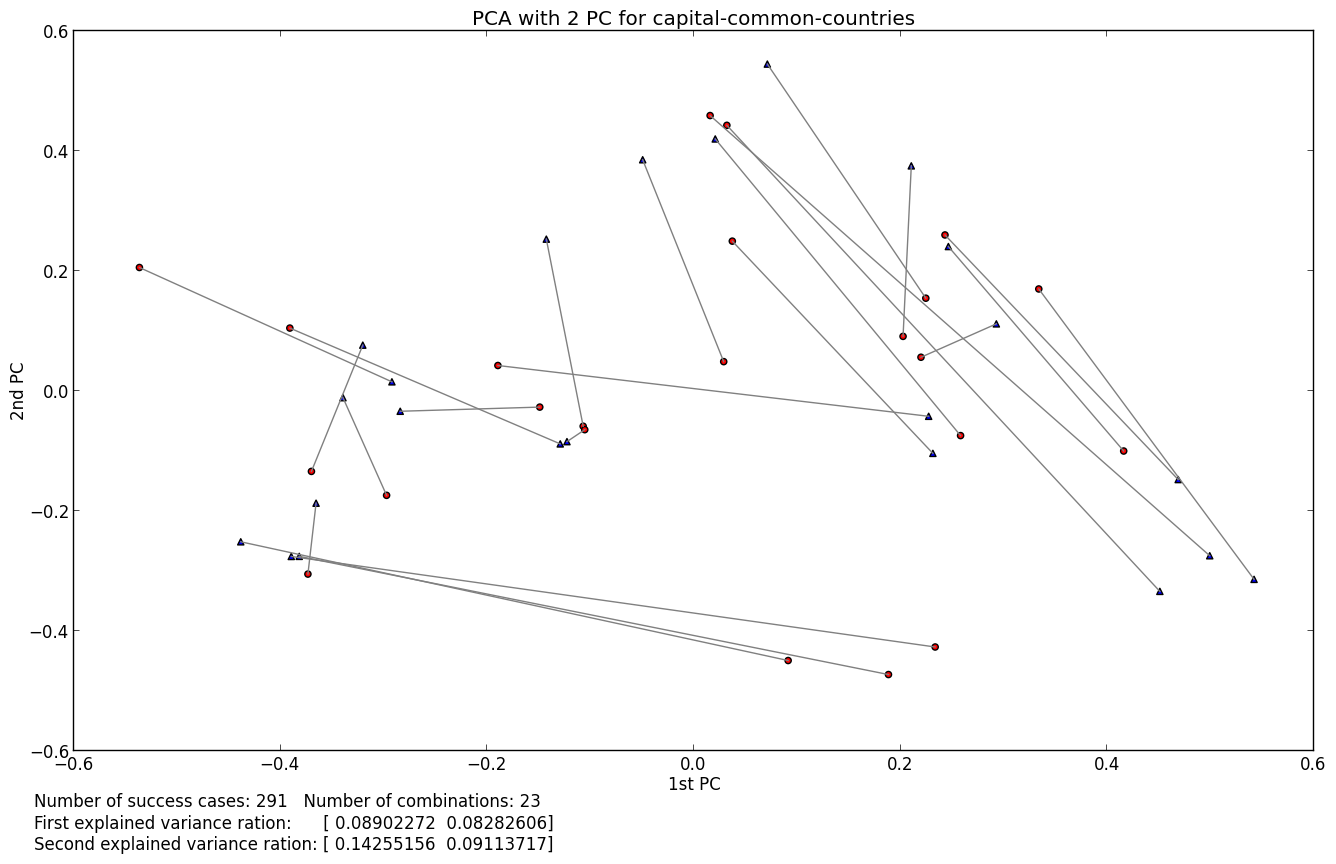 PCA with 2 PC for capital-common-countries
0.6
0.4
0.2
0.0
−0.2
−0.4
−0.6
2nd PC
−0.6 −0.4 −0.2 0.0 0.2 0.4 0.6
1st PC
Number of success cases: 291 Number of combinations: 23
First explained variance ration: [ 0.08902272 0.08282606]
Second explained variance ration: [ 0.14255156 0.09113717]